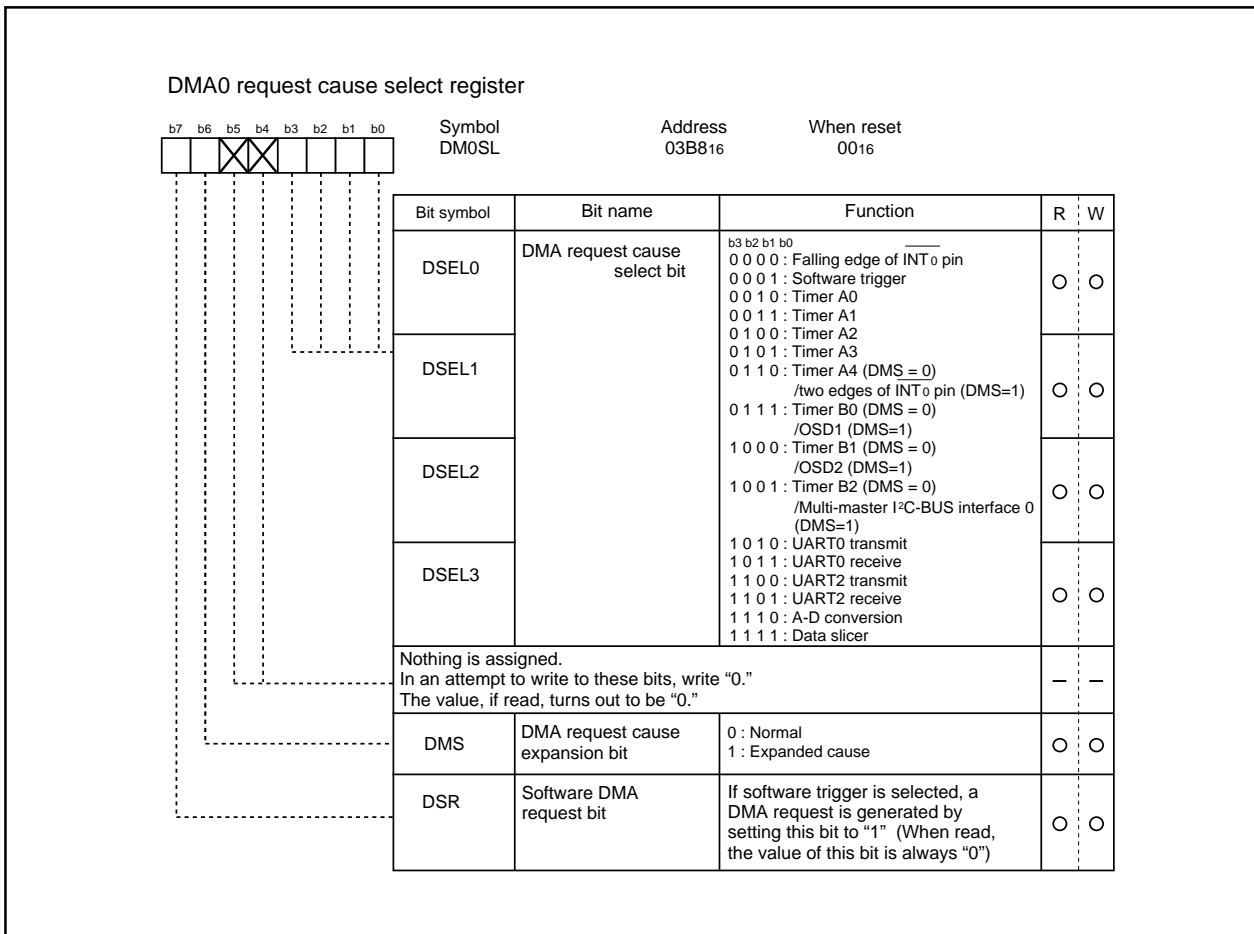 DMA0 request cause select register
b7 b6 b5 b4 b3 b2 b1 b0
Symbol Address When reset
DM0SL 03B816 0016
Bit symbol Bit name Function R W
DSEL0
DMA request cause
select bit
b3 b2 b1 b0
0 0 0 0 : Falling edge of INT0 pin
0 0 0 1 : Software trigger
0 0 1 0 : Timer A0
0 0 1 1 : Timer A1
0 1 0 0 : Timer A2
0 1 0 1 : Timer A3
0 1 1 0 : Timer A4 (DMS = 0)
/two edges of INT0 pin (DMS=1)
0 1 1 1 : Timer B0 (DMS = 0)
/OSD1 (DMS=1)
1 0 0 0 : Timer B1 (DMS = 0)
/OSD2 (DMS=1)
1 0 0 1 : Timer B2 (DMS = 0)
/Multi-master I²C-BUS interface 0
(DMS=1)
1 0 1 0 : UART0 transmit
1 0 1 1 : UART0 receive
1 1 0 0 : UART2 transmit
1 1 0 1 : UART2 receive
1 1 1 0 : A-D conversion
1 1 1 1 : Data slicer
DSEL1
DSEL2
DSEL3
Nothing is assigned.
In an attempt to write to these bits, write “0.”
The value, if read, turns out to be “0.”
– –
DMS
DMA request cause
expansion bit
0 : Normal
1 : Expanded cause
DSR
Software DMA
request bit
If software trigger is selected, a
DMA request is generated by
setting this bit to “1” (When read,
the value of this bit is always “0”)